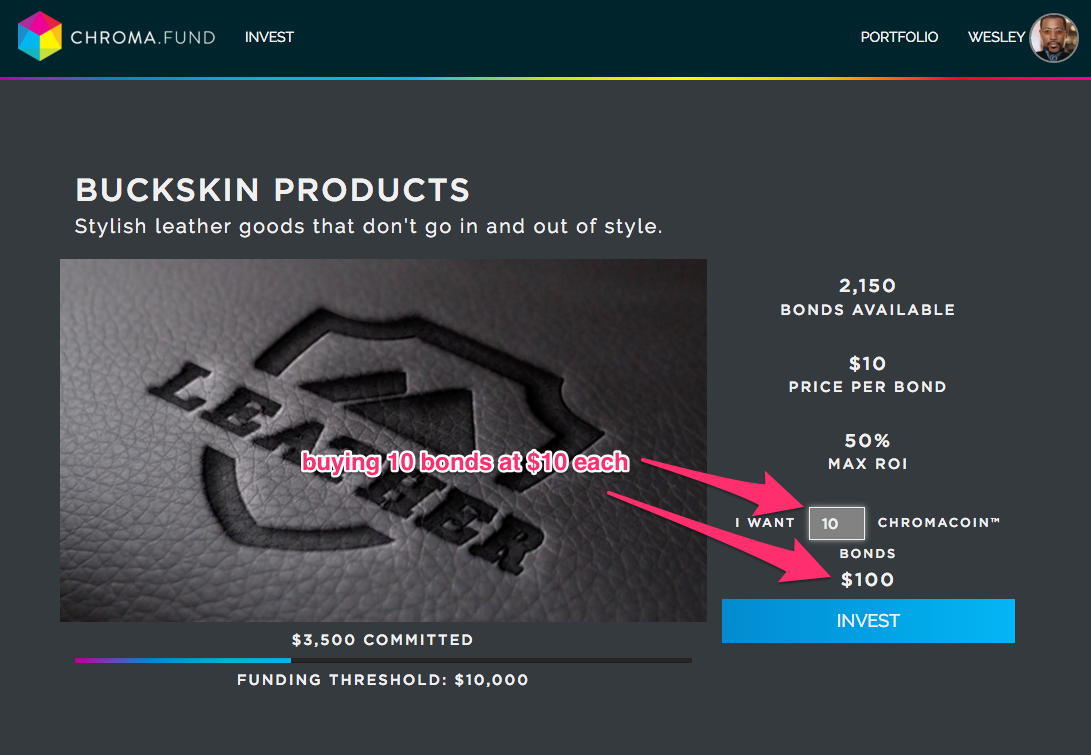 CHROMA.FUND
INVEST
PORTFOLIO
WESLEY
BUCKSKIN PRODUCTS
Stylish leather goods that don't go in and out of style.
LEATHER
buying 10 bonds at $10 each
2,150
BONDS AVAILABLE
$10
PRICE PER BOND
50%
MAX ROI
I WANT 10 CHROMACOIN™
BONDS
$100
INVEST
$3,500 COMMITTED
FUNDING THRESHOLD: $10,000